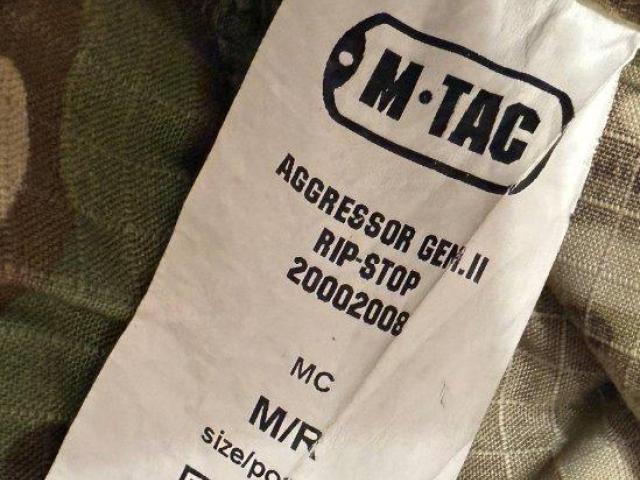 M·TAC
AGGRESSOR GEN.II
RIP-STOP
20002008
MC
M/R